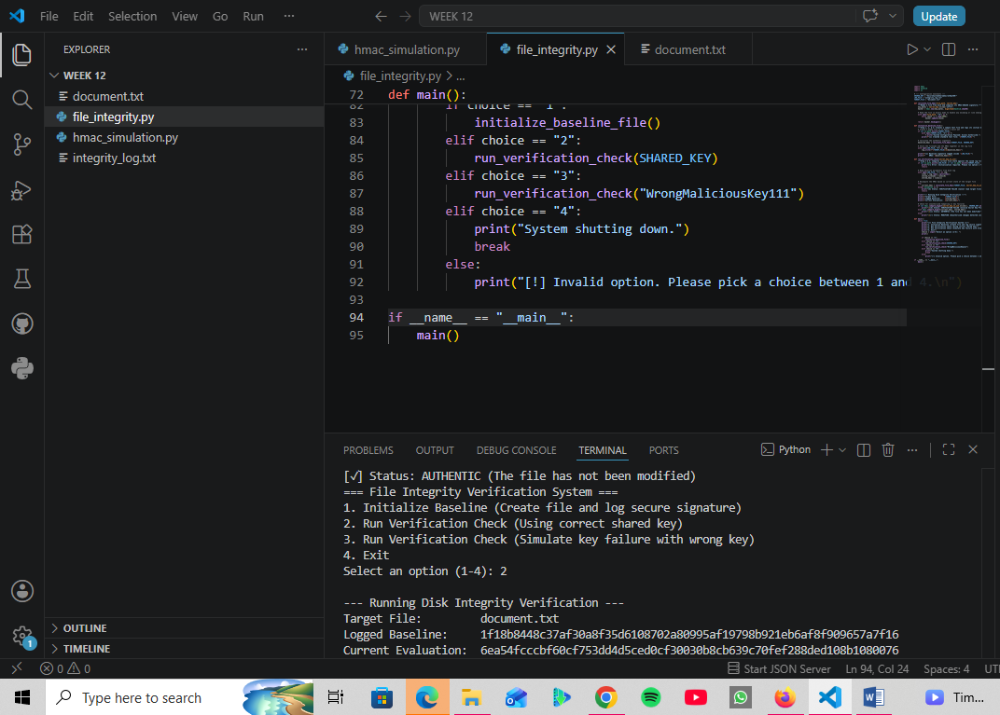 File Edit Selection View Go Run ··· WEEK 12 Update
EXPLORER ···
WEEK 12
document.txt
file_integrity.py
hmac_simulation.py
integrity_log.txt
OUTLINE
TIMELINE
1
hmac_simulation.py file_integrity.py document.txt ···
file_integrity.py > ...
72 def main():
82 if choice == "1":
83 initialize_baseline_file()
84 elif choice == "2":
85 run_verification_check(SHARED_KEY)
86 elif choice == "3":
87 run_verification_check("WrongMaliciousKey111")
88 elif choice == "4":
89 print("System shutting down.")
90 break
91 else:
92 print("[!] Invalid option. Please pick a choice between 1 and 4.\n")
93
94 if __name__ == "__main__":
95 main()
PROBLEMS OUTPUT DEBUG CONSOLE TERMINAL PORTS Python ···
[✓] Status: AUTHENTIC (The file has not been modified)
=== File Integrity Verification System ===
1. Initialize Baseline (Create file and log secure signature)
2. Run Verification Check (Using correct shared key)
3. Run Verification Check (Simulate key failure with wrong key)
4. Exit
Select an option (1-4): 2
--- Running Disk Integrity Verification ---
Target File: document.txt
Logged Baseline: 1f18b8448c37af30a8f35d6108702a80995af19798b921eb6af8f909657a7f16
Current Evaluation: 6ea54fcccbf60cf753dd4d5ced0cf30030b8cb639c70fef288ded108b1080076
0 0 Start JSON Server Ln 94, Col 24 Spaces: 4 UT
Type here to search Tim...